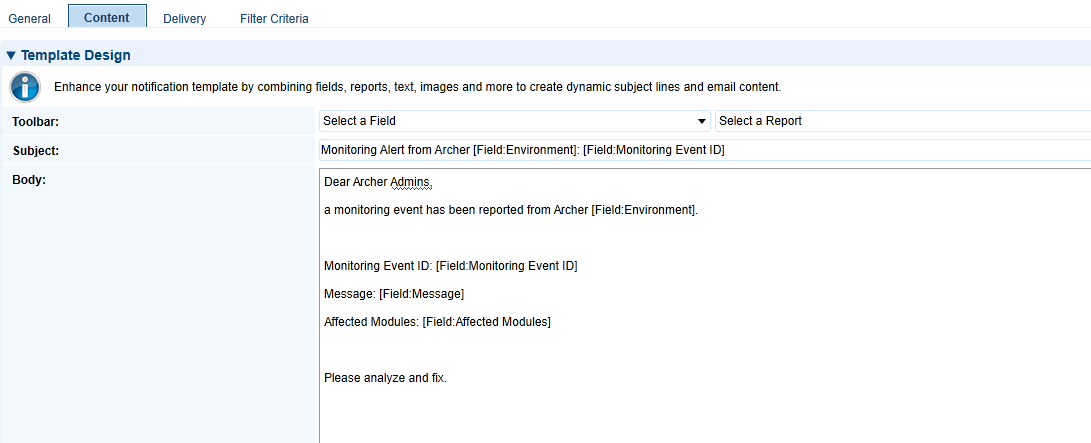 General Content Delivery Filter Criteria
Template Design
Enhance your notification template by combining fields, reports, text, images and more to create dynamic subject lines and email content.
Toolbar: Select a Field Select a Report
Subject: Monitoring Alert from Archer [Field:Environment]: [Field:Monitoring Event ID]
Body: Dear Archer Admins,
a monitoring event has been reported from Archer [Field:Environment].
Monitoring Event ID: [Field:Monitoring Event ID]
Message: [Field:Message]
Affected Modules: [Field:Affected Modules]
Please analyze and fix.